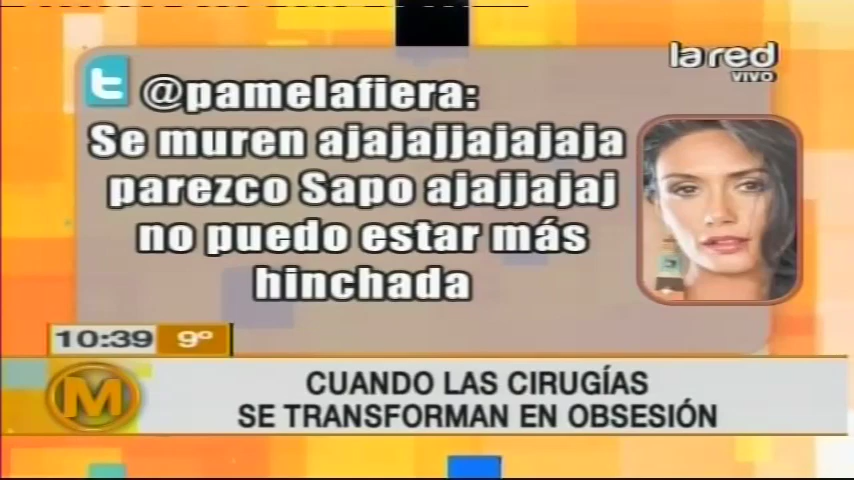 la red
VIVO
@pamelafiera:
Se muren ajajajjajajaja
parezco Sapo ajajjajaj
no puedo estar más
hinchada
10:39 9°
M
CUANDO LAS CIRUGÍAS
SE TRANSFORMAN EN OBSESIÓN